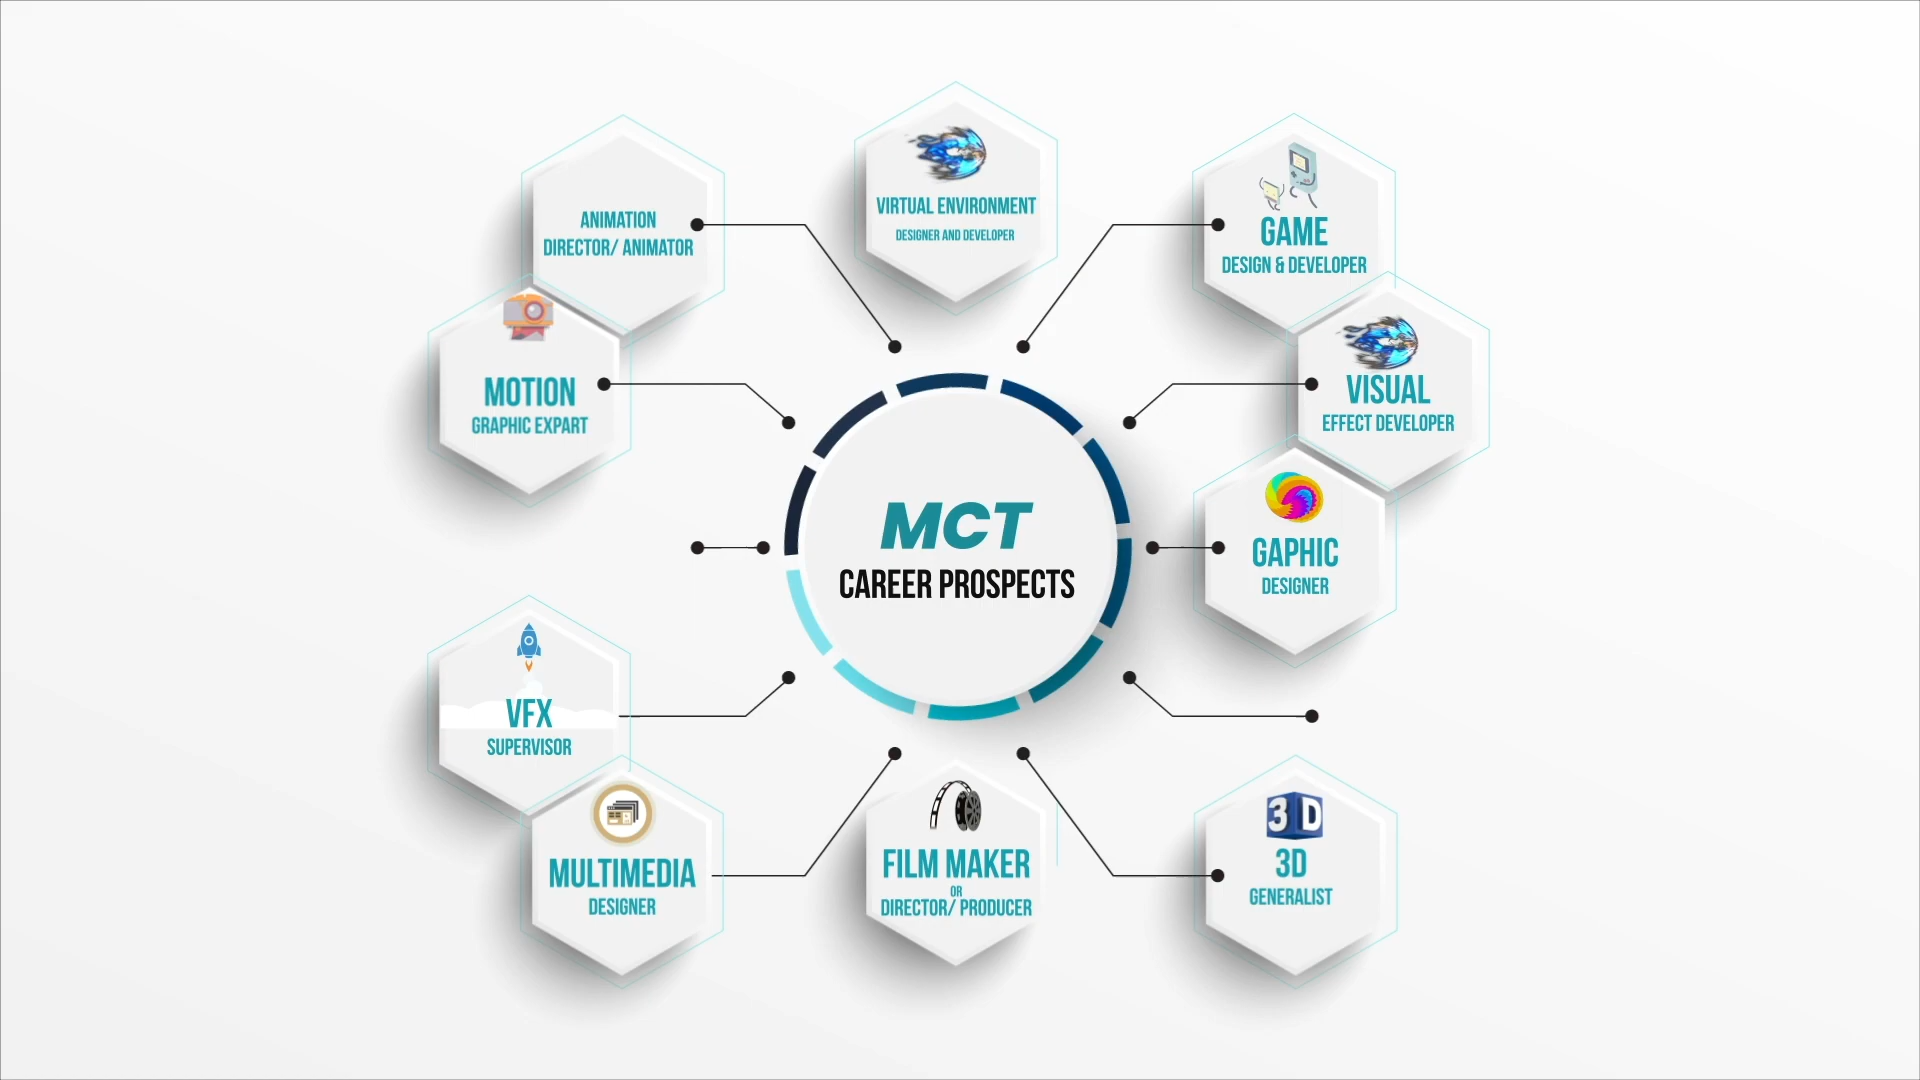 VIRTUAL ENVIRONMENT
DESIGNER AND DEVELOPER
ANIMATION
DIRECTOR/ ANIMATOR
GAME
DESIGN & DEVELOPER
MOTION
GRAPHIC EXPART
VISUAL
EFFECT DEVELOPER
MCT
CAREER PROSPECTS
GAPHIC
DESIGNER
VFX
SUPERVISOR
MULTIMEDIA
DESIGNER
FILM MAKER
OR
DIRECTOR/ PRODUCER
3D
3D
GENERALIST